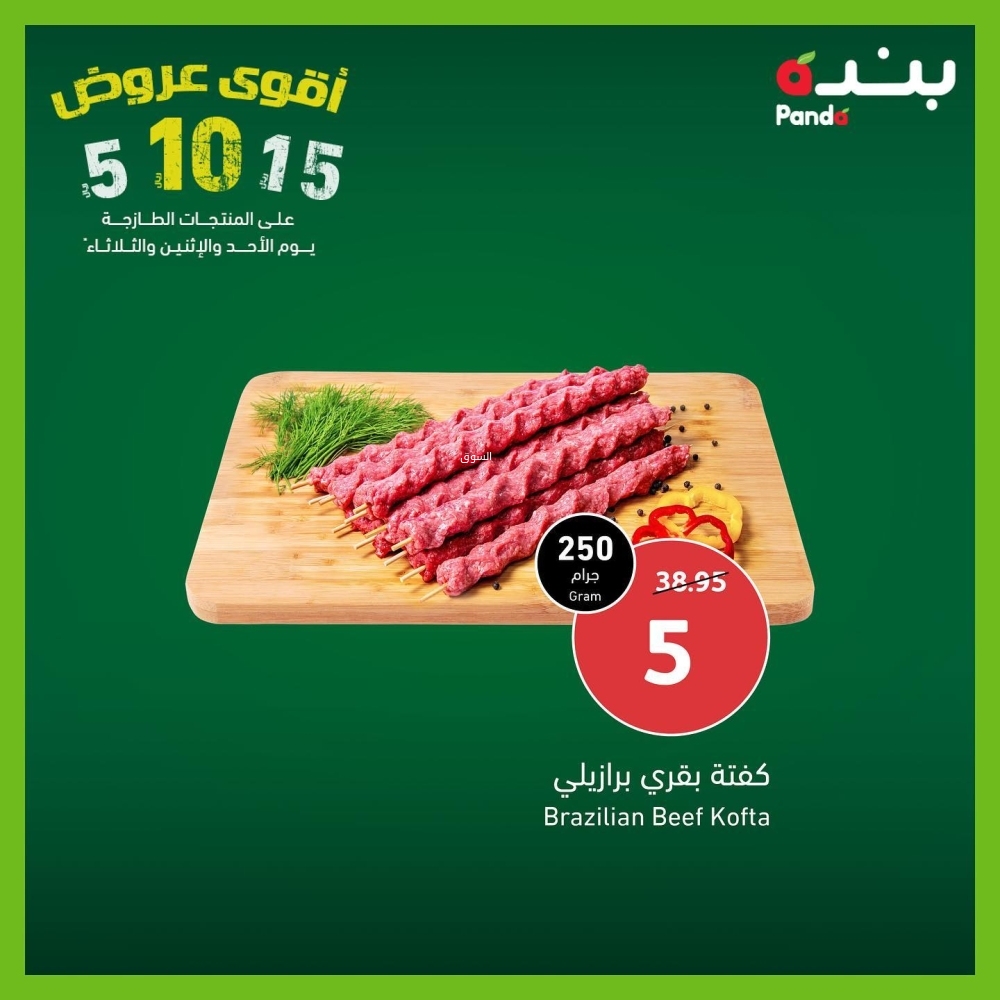 أقوى عروض
5 ريال 10 ريال 15 ريال
على المنتجات الطازجة
يوم الأحد والإثنين والثلاثاء*
بنده
Panda
السوق
250
جرام
Gram
38.95
5
كفتة بقري برازيلي
Brazilian Beef Kofta